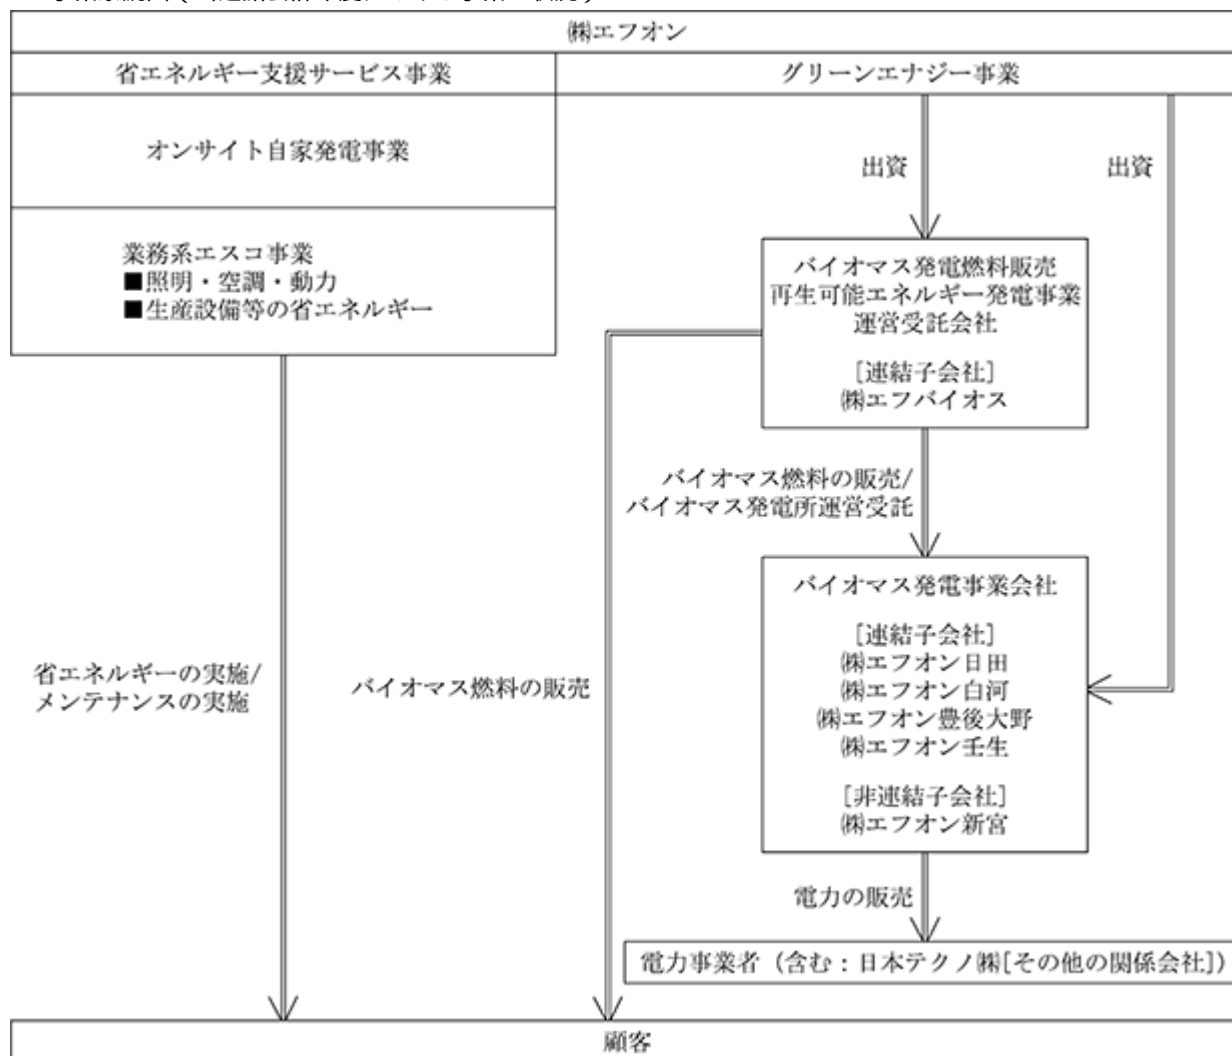 ㈱エフオン
省エネルギー支援サービス事業
グリーンエナジー事業
オンサイト自家発電事業
業務系エスコ事業
■照明・空調・動力
■生産設備等の省エネルギー
出資
出資
バイオマス発電燃料販売
再生可能エネルギー発電事業
運営受託会社
[連結子会社]
㈱エフバイオス
バイオマス燃料の販売/
バイオマス発電所運営受託
バイオマス発電事業会社
[連結子会社]
㈱エフオン日田
㈱エフオン白河
㈱エフオン豊後大野
㈱エフオン壬生
[非連結子会社]
㈱エフオン新宮
省エネルギーの実施/
メンテナンスの実施
バイオマス燃料の販売
電力の販売
電力事業者（含む：日本テクノ㈱[その他の関係会社]）
顧客